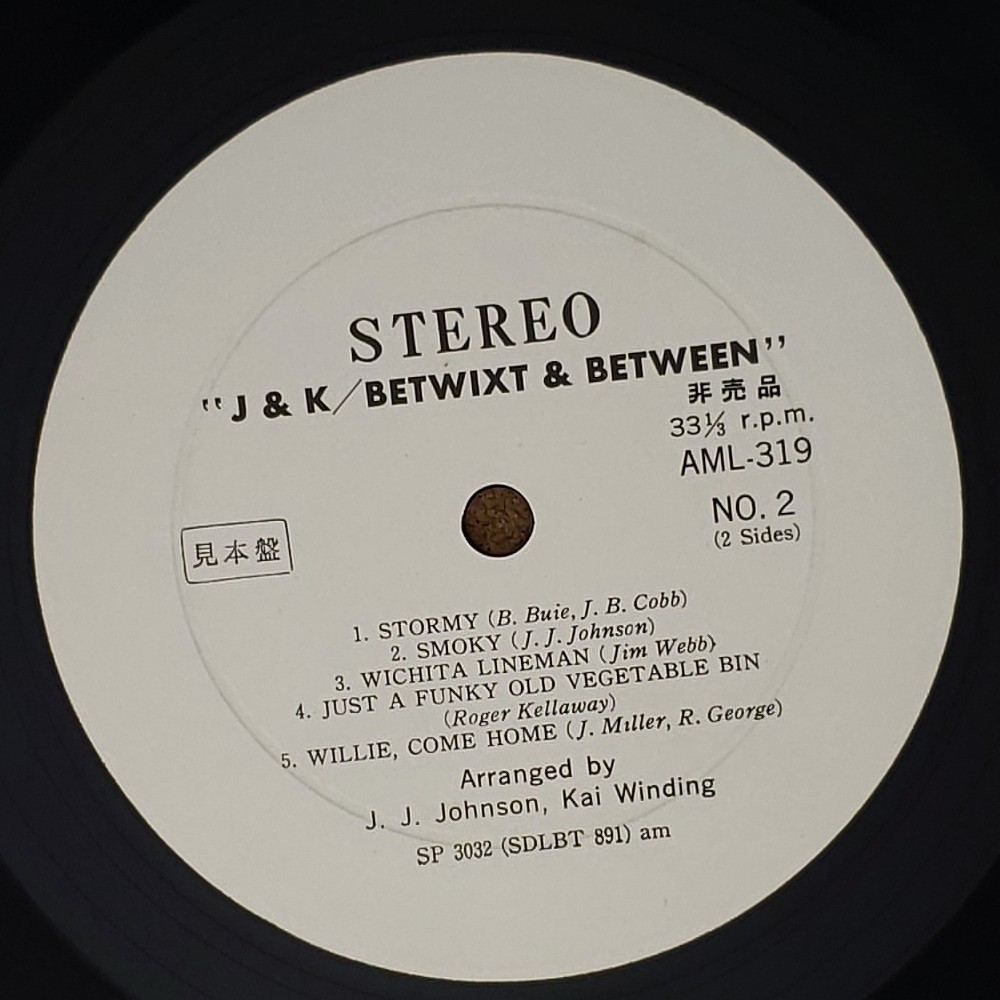 STEREO
"J & K/BETWIXT & BETWEEN"
非売品
33⅓ r.p.m.
AML-319
NO. 2
(2 Sides)
見本盤
1. STORMY (B. Buie, J. B. Cobb)
2. SMOKY (J. J. Johnson)
3. WICHITA LINEMAN (Jim Webb)
4. JUST A FUNKY OLD VEGETABLE BIN
(Roger Kellaway)
5. WILLIE, COME HOME (J. Miller, R. George)
Arranged by
J. J. Johnson, Kai Winding
SP 3032 (SDLBT 891) am